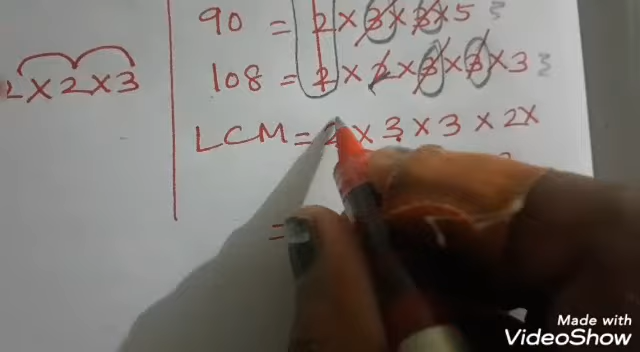 2×2×3
90 = 2×3×3×5
108 = 2×2×3×3×3
LCM = 2×3×3×2×
=
Made with
VideoShow